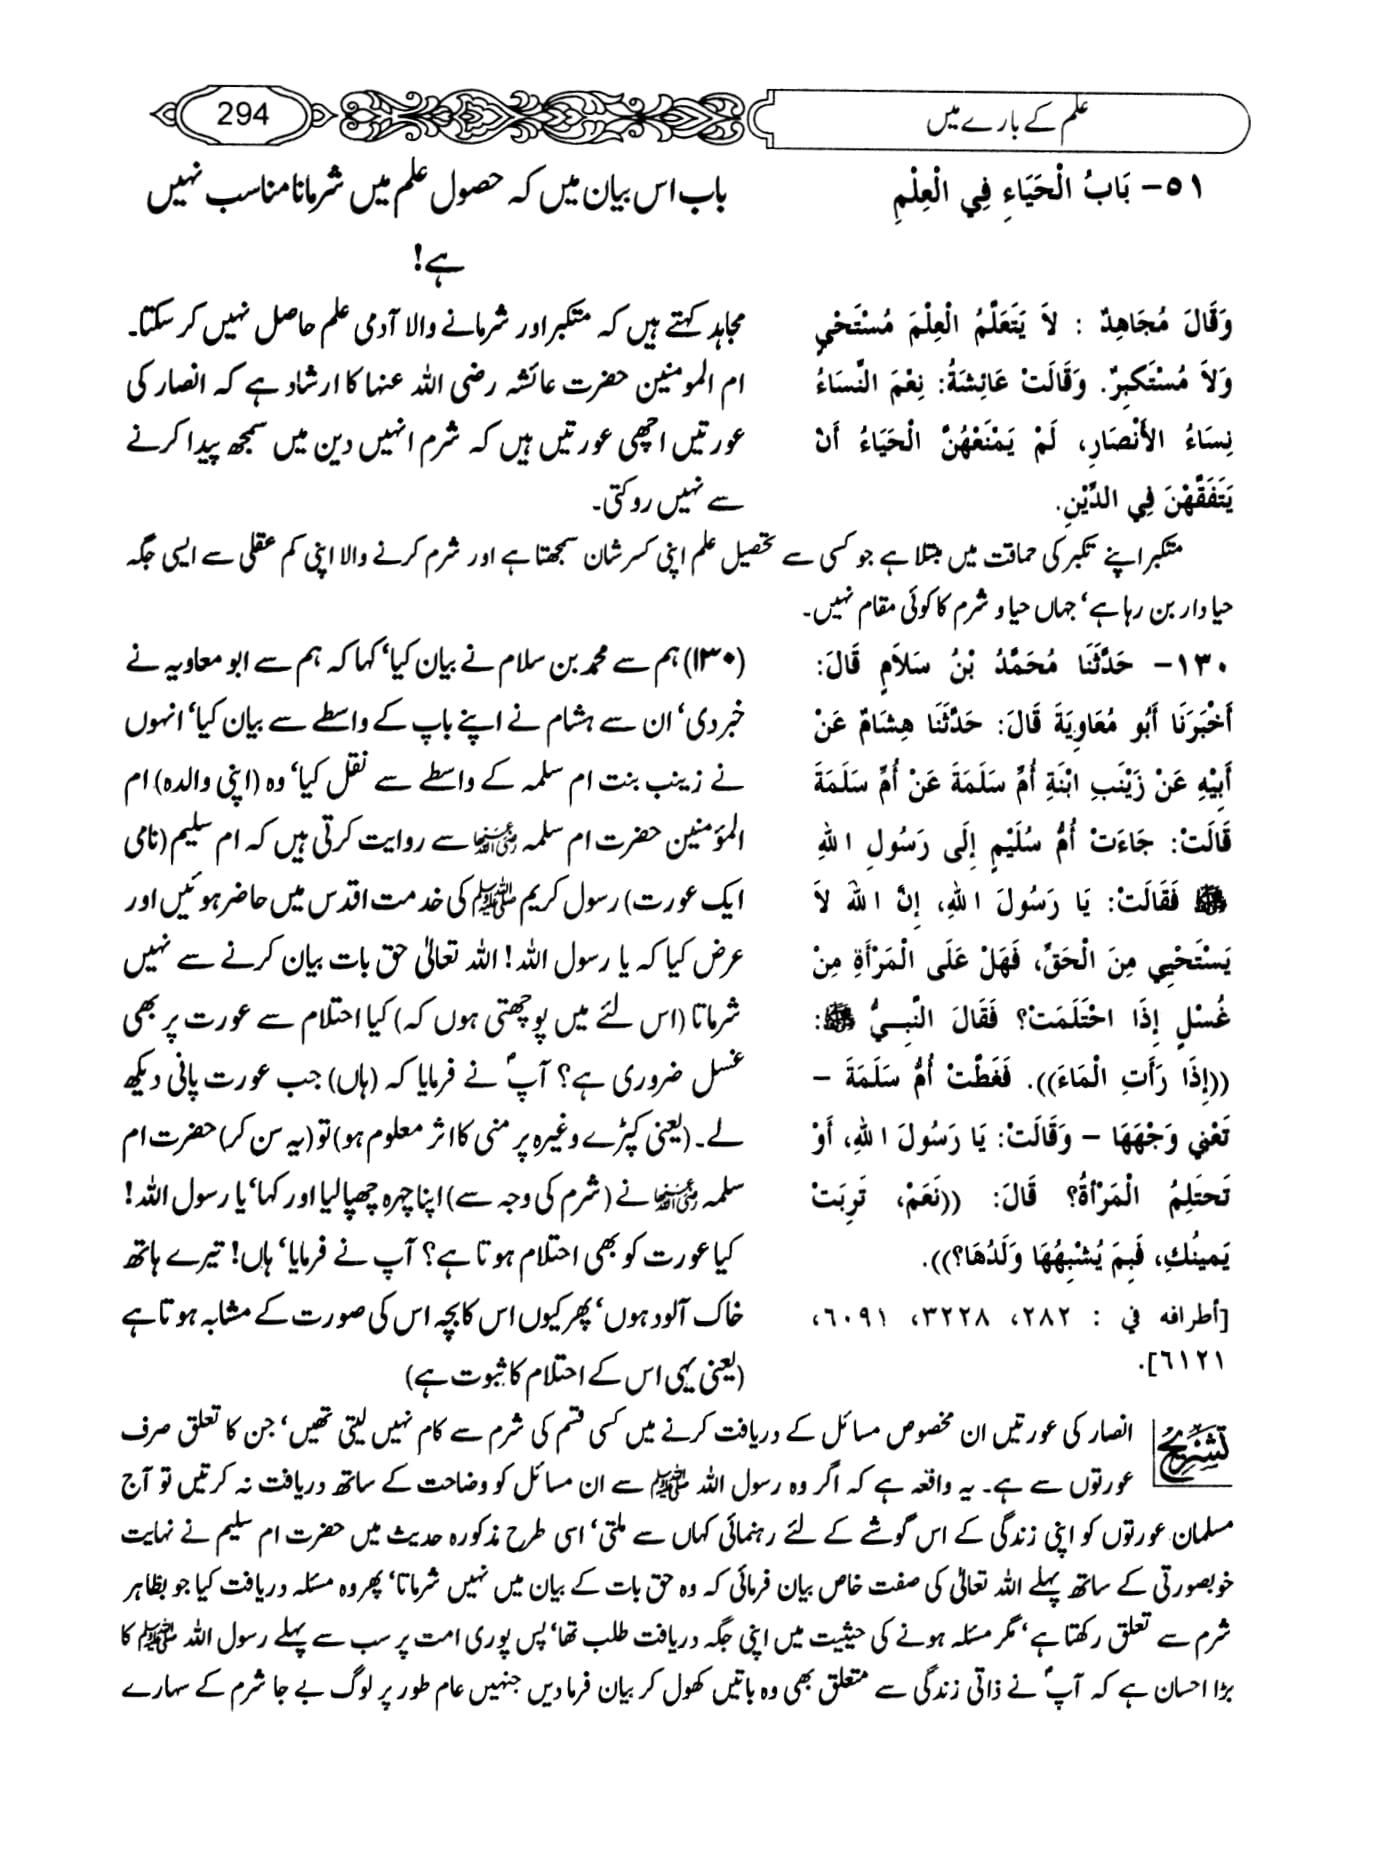 علم کے بارے میں
294
٥١- بَابُ الْحَيَاءِ فِي الْعِلْمِ
وَقَالَ مُجَاهِدٌ : لاَ يَتَعَلَّمُ الْعِلْمَ مُسْتَحْيٍ
وَلاَ مُسْتَكْبِرٌ. وَقَالَتْ عَائِشَةُ: نِعْمَ النِّسَاءُ
نِسَاءُ الأَنْصَارِ، لَمْ يَمْنَعْهُنَّ الْحَيَاءُ أَنْ
يَتَفَقَّهْنَ فِي الدِّيْنِ.
باب اس بیان میں کہ حصول علم میں شرمانا مناسب نہیں
ہے!
مجاہد کہتے ہیں کہ متکبر اور شرمانے والا آدمی علم حاصل نہیں کر سکتا۔
ام المومنین حضرت عائشہ رضی اللہ عنہا کا ارشاد ہے کہ انصار کی
عورتیں اچھی عورتیں ہیں کہ شرم انہیں دین میں سمجھ پیدا کرنے
سے نہیں روکتی۔
متکبر اپنے تکبر کی حماقت میں مبتلا ہے جو کسی سے تحصیل علم اپنی کسر شان سمجھتا ہے اور شرم کرنے والا اپنی کم عقلی سے ایسی جگہ
حیادار بن رہا ہے‘ جہاں حیا و شرم کا کوئی مقام نہیں۔
١٣٠- حَدَّثَنَا مُحَمَّدُ بْنُ سَلاَمٍ قَالَ:
أَخْبَرَنَا أَبُو مُعَاوِيَةَ قَالَ: حَدَّثَنَا هِشَامٌ عَنْ
أَبِيْهِ عَنْ زَيْنَبِ ابْنَةِ أُمِّ سَلَمَةَ عَنْ أُمِّ سَلَمَةَ
قَالَتْ: جَاءَتْ أُمُّ سُلَيْمٍ إِلَى رَسُولِ اللهِ
ﷺ فَقَالَتْ: يَا رَسُولَ اللهِ، إِنَّ اللهَ لاَ
يَسْتَحْيِي مِنَ الْحَقِّ، فَهَلْ عَلَى الْمَرْأَةِ مِنْ
غُسْلٍ إِذَا احْتَلَمَتْ؟ فَقَالَ النَّبِيُّ ﷺ:
((إِذَا رَأَتِ الْمَاءَ)). فَغَطَّتْ أُمُّ سَلَمَةَ –
تَعْنِي وَجْهَهَا – وَقَالَتْ: يَا رَسُولَ اللهِ، أَوْ
تَحْتَلِمُ الْمَرْأَةُ؟ قَالَ: ((نَعَمْ، تَرِبَتْ
يَمِينُكِ، فَبِمَ يُشْبِهُهَا وَلَدُهَا؟)).
[أطرافه في : ٢٨٢، ٣٢٢٨، ٦٠٩١،
٦١٢١].
(۱۳۰) ہم سے محمد بن سلام نے بیان کیا‘ کہا کہ ہم سے ابو معاویہ نے
خبر دی‘ ان سے ہشام نے اپنے باپ کے واسطے سے بیان کیا‘ انہوں
نے زینب بنت ام سلمہ کے واسطے سے نقل کیا‘ وہ (اپنی والدہ) ام
المؤمنین حضرت ام سلمہ رضی اللہ عنہا سے روایت کرتی ہیں کہ ام سلیم (نامی
ایک عورت) رسول کریم ﷺ کی خدمت اقدس میں حاضر ہوئیں اور
عرض کیا کہ یا رسول اللہ! اللہ تعالیٰ حق بات بیان کرنے سے نہیں
شرماتا (اس لئے میں پوچھتی ہوں کہ) کیا احتلام سے عورت پر بھی
غسل ضروری ہے؟ آپؐ نے فرمایا کہ (ہاں) جب عورت پانی دیکھ
لے۔ (یعنی کپڑے وغیرہ پر منی کا اثر معلوم ہو) تو (یہ سن کر) حضرت ام
سلمہ رضی اللہ عنہا نے (شرم کی وجہ سے) اپنا چہرہ چھپا لیا اور کہا‘ یا رسول اللہ!
کیا عورت کو بھی احتلام ہوتا ہے؟ آپ نے فرمایا‘ ہاں! تیرے ہاتھ
خاک آلود ہوں‘ پھر کیوں اس کا بچہ اس کی صورت کے مشابہ ہوتا ہے
(یعنی یہی اس کے احتلام کا ثبوت ہے)
تشریح
انصار کی عورتیں ان مخصوص مسائل کے دریافت کرنے میں کسی قسم کی شرم سے کام نہیں لیتی تھیں‘ جن کا تعلق صرف
عورتوں سے ہے۔ یہ واقعہ ہے کہ اگر وہ رسول اللہ ﷺ سے ان مسائل کو وضاحت کے ساتھ دریافت نہ کرتیں تو آج
مسلمان عورتوں کو اپنی زندگی کے اس گوشے کے لئے رہنمائی کہاں سے ملتی‘ اسی طرح مذکورہ حدیث میں حضرت ام سلیم نے نہایت
خوبصورتی کے ساتھ پہلے اللہ تعالیٰ کی صفت خاص بیان فرمائی کہ وہ حق بات کے بیان میں نہیں شرماتا‘ پھر وہ مسئلہ دریافت کیا جو بظاہر
شرم سے تعلق رکھتا ہے‘ مگر مسئلہ ہونے کی حیثیت میں اپنی جگہ دریافت طلب تھا‘ پس پوری امت پر سب سے پہلے رسول اللہ ﷺ کا
بڑا احسان ہے کہ آپؐ نے ذاتی زندگی سے متعلق بھی وہ باتیں کھول کر بیان فرما دیں جنہیں عام طور پر لوگ بے جا شرم کے سہارے